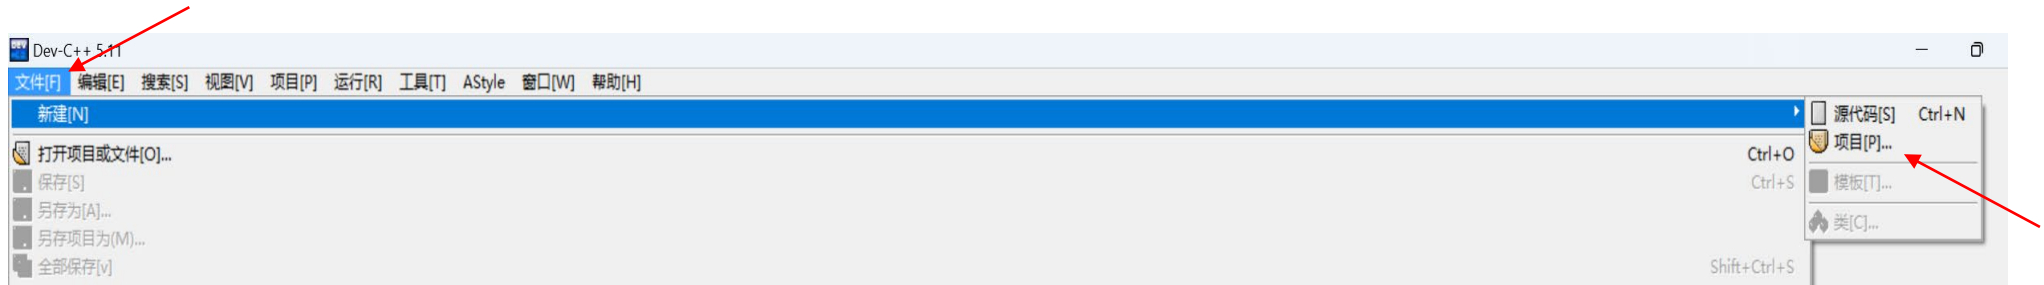 Dev-C++ 5.11
文件[F] 编辑[E] 搜索[S] 视图[V] 项目[P] 运行[R] 工具[T] AStyle 窗口[W] 帮助[H]
新建[N]
源代码[S] Ctrl+N
项目[P]...
模板[T]...
类[C]...
打开项目或文件[O]... Ctrl+O
保存[S] Ctrl+S
另存为[A]...
另存项目为(M)...
全部保存[v] Shift+Ctrl+S